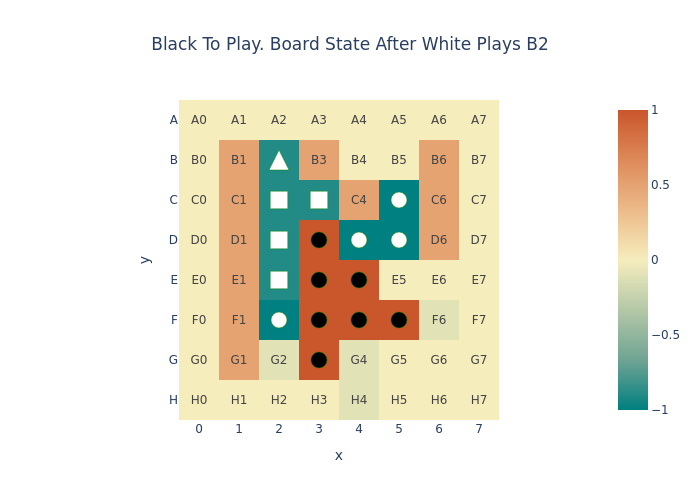 Black To Play. Board State After White Plays B2
A A0 A1 A2 A3 A4 A5 A6 A7
B B0 B1 B3 B4 B5 B6 B7
C C0 C1 C4 C6 C7
D D0 D1 D6 D7
E E0 E1 E5 E6 E7
F F0 F1 F6 F7
G G0 G1 G2 G4 G5 G6 G7
H H0 H1 H2 H3 H4 H5 H6 H7
0 1 2 3 4 5 6 7
x
y
1
0.5
0
−0.5
−1